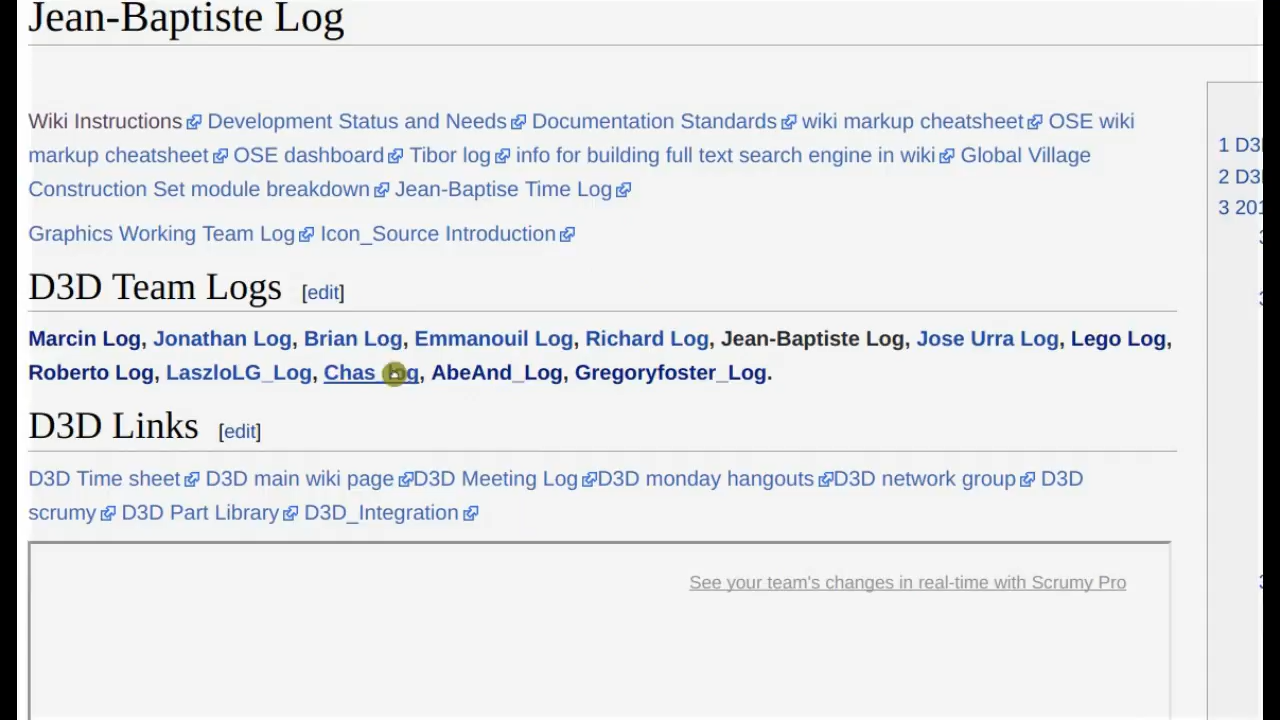 Jean-Baptiste Log
Wiki Instructions Development Status and Needs Documentation Standards wiki markup cheatsheet OSE wiki
markup cheatsheet OSE dashboard Tibor log info for building full text search engine in wiki Global Village
Construction Set module breakdown Jean-Baptise Time Log
Graphics Working Team Log Icon_Source Introduction
D3D Team Logs [edit]
Marcin Log, Jonathan Log, Brian Log, Emmanouil Log, Richard Log, Jean-Baptiste Log, Jose Urra Log, Lego Log,
Roberto Log, LaszloLG_Log, Chas log, AbeAnd_Log, Gregoryfoster_Log.
D3D Links [edit]
D3D Time sheet D3D main wiki page D3D Meeting Log D3D monday hangouts D3D network group D3D
scrumy D3D Part Library D3D_Integration
See your team's changes in real-time with Scrumy Pro
1 D3
2 D3
3 201